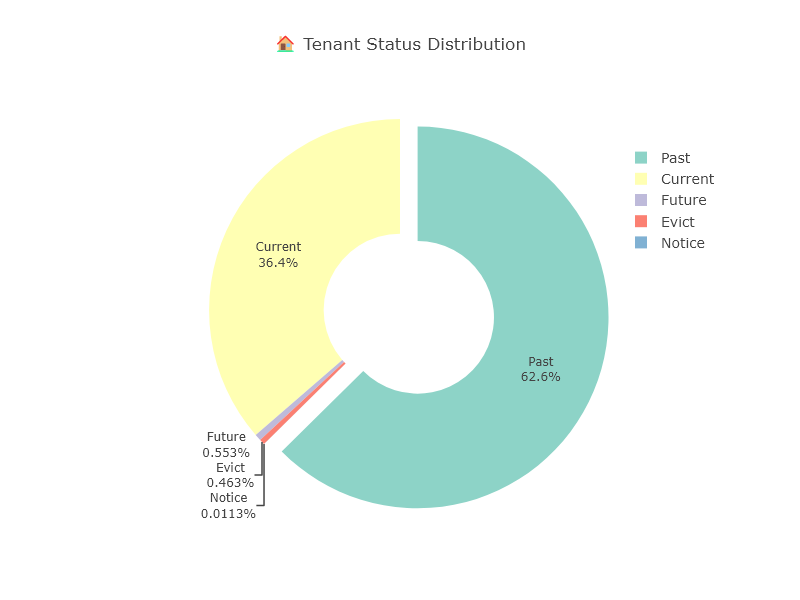 🏠 Tenant Status Distribution
Past
Current
Future
Evict
Notice
Current
36.4%
Past
62.6%
Future
0.553%
Evict
0.463%
Notice
0.0113%